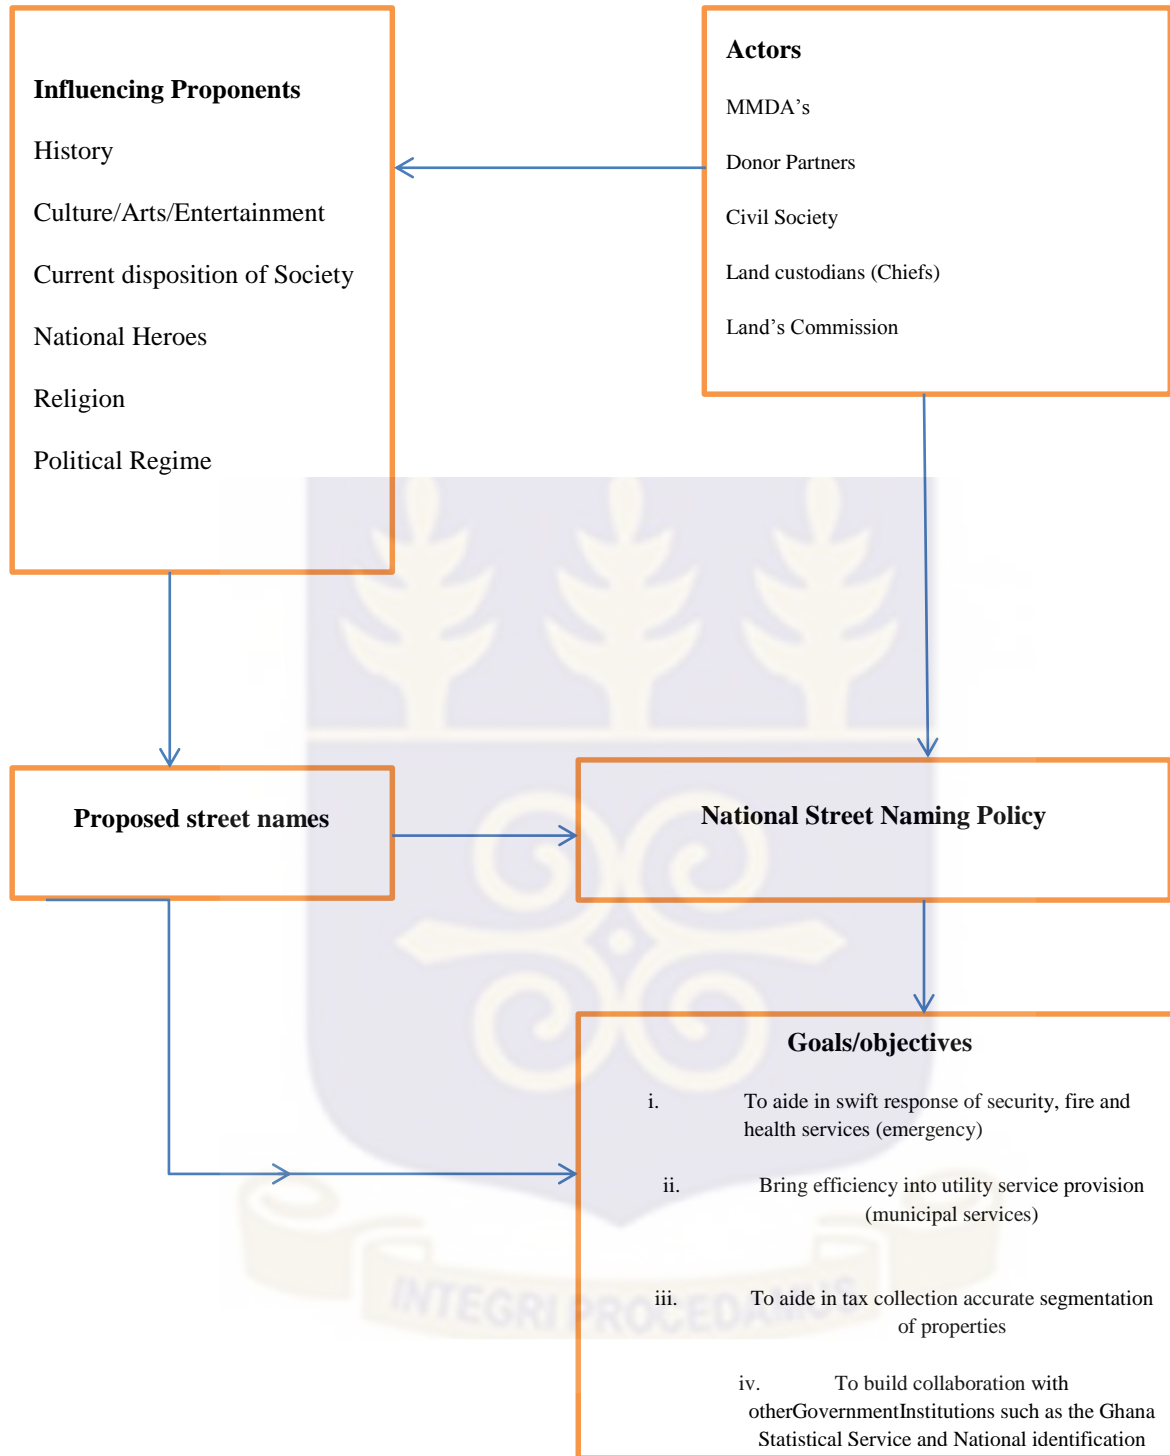 Influencing Proponents
History
Culture/Arts/Entertainment
Current disposition of Society
National Heroes
Religion
Political Regime
Actors
MMDA's
Donor Partners
Civil Society
Land custodians (Chiefs)
Land's Commission
Proposed street names
National Street Naming Policy
Goals/objectives
i. To aide in swift response of security, fire and
health services (emergency)
ii. Bring efficiency into utility service provision
(municipal services)
iii. To aide in tax collection accurate segmentation
of properties
iv. To build collaboration with
otherGovernmentInstitutions such as the Ghana
Statistical Service and National identification
INTEGRI PROCEDAMUS